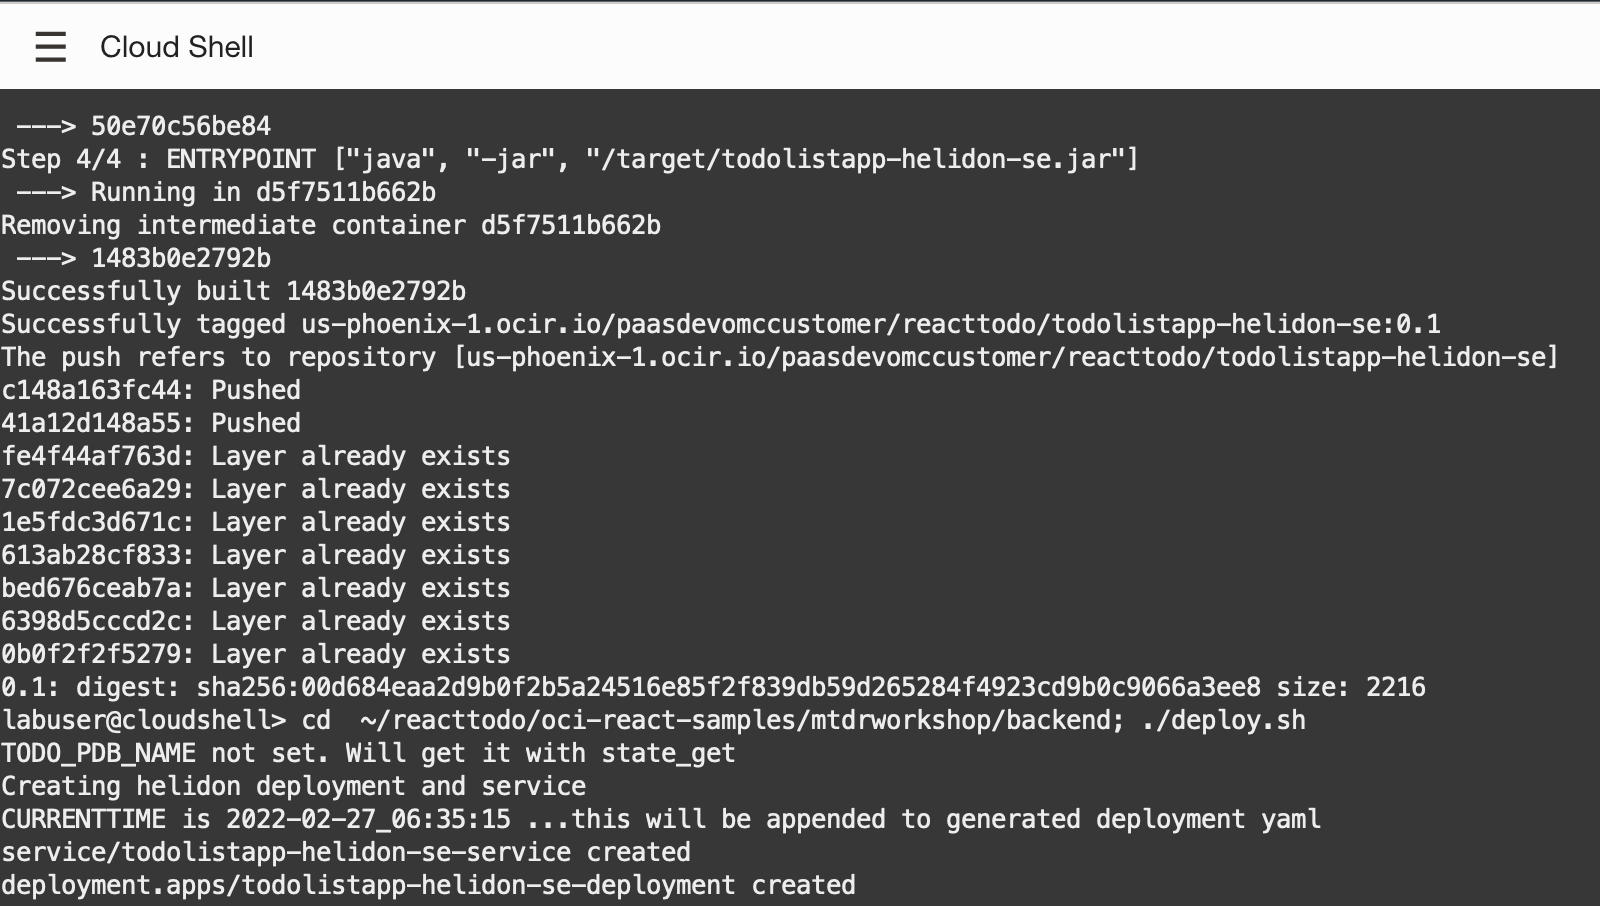 Cloud Shell
---> 50e70c56be84
Step 4/4 : ENTRYPOINT ["java", "-jar", "/target/todolistapp-helidon-se.jar"]
---> Running in d5f7511b662b
Removing intermediate container d5f7511b662b
---> 1483b0e2792b
Successfully built 1483b0e2792b
Successfully tagged us-phoenix-1.ocir.io/paasdevomccustomer/reacttodo/todolistapp-helidon-se:0.1
The push refers to repository [us-phoenix-1.ocir.io/paasdevomccustomer/reacttodo/todolistapp-helidon-se]
c148a163fc44: Pushed
41a12d148a55: Pushed
fe4f44af763d: Layer already exists
7c072cee6a29: Layer already exists
1e5fdc3d671c: Layer already exists
613ab28cf833: Layer already exists
bed676ceab7a: Layer already exists
6398d5cccd2c: Layer already exists
0b0f2f2f5279: Layer already exists
0.1: digest: sha256:00d684eaa2d9b0f2b5a24516e85f2f839db59d265284f4923cd9b0c9066a3ee8 size: 2216
labuser@cloudshell> cd  ~/reacttodo/oci-react-samples/mtdrworkshop/backend; ./deploy.sh
TODO_PDB_NAME not set. Will get it with state_get
Creating helidon deployment and service
CURRENTTIME is 2022-02-27_06:35:15 ...this will be appended to generated deployment yaml
service/todolistapp-helidon-se-service created
deployment.apps/todolistapp-helidon-se-deployment created